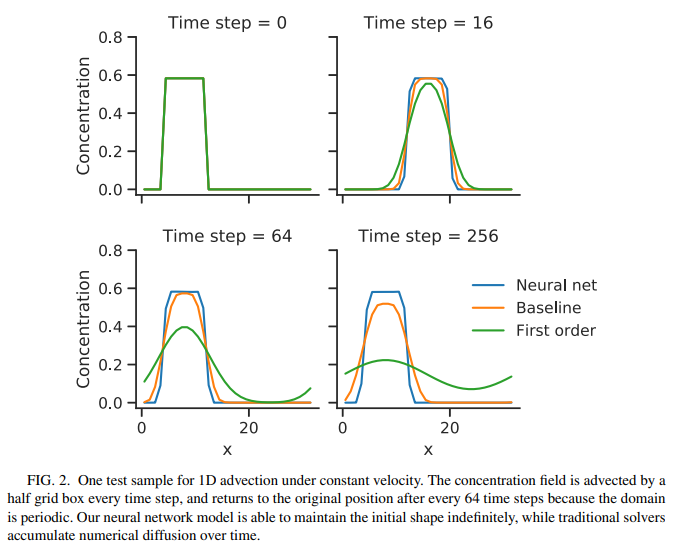 Time step = 0
Time step = 16
0.8
0.6
0.4
0.2
0.0
Concentration
Time step = 64
Time step = 256
0.8
0.6
0.4
0.2
0.0
Concentration
Neural net
Baseline
First order
0
20
0
20
x
x
FIG. 2. One test sample for 1D advection under constant velocity. The concentration field is advected by a
half grid box every time step, and returns to the original position after every 64 time steps because the domain
is periodic. Our neural network model is able to maintain the initial shape indefinitely, while traditional solvers
accumulate numerical diffusion over time.